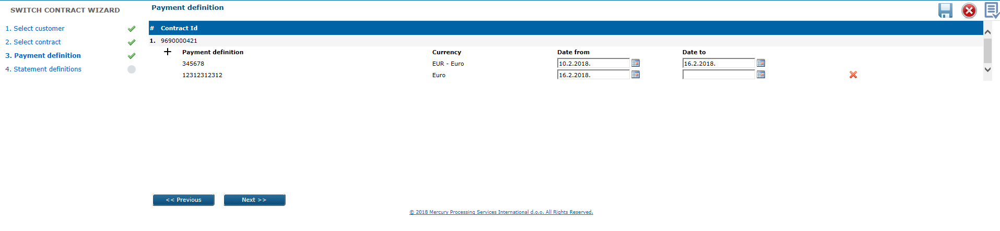 SWITCH CONTRACT WIZARD
1. Select customer
2. Select contract
3. Payment definition
4. Statement definitions
Payment definition
# Contract Id
1. 9690000421
Payment definition Currency Date from Date to
345678 EUR - Euro 10.2.2018. 16.2.2018.
12312312312 Euro 16.2.2018.
<< Previous Next >>
© 2018 Mercury Processing Services International d.o.o. All Rights Reserved.